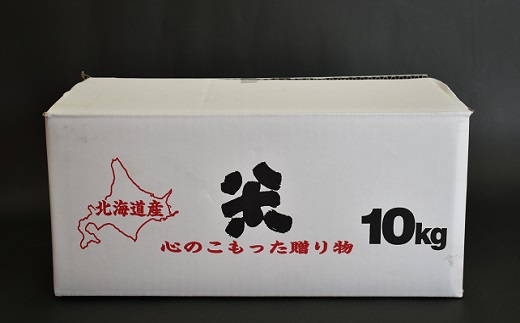 北海道産
米
心のこもった贈り物
10kg